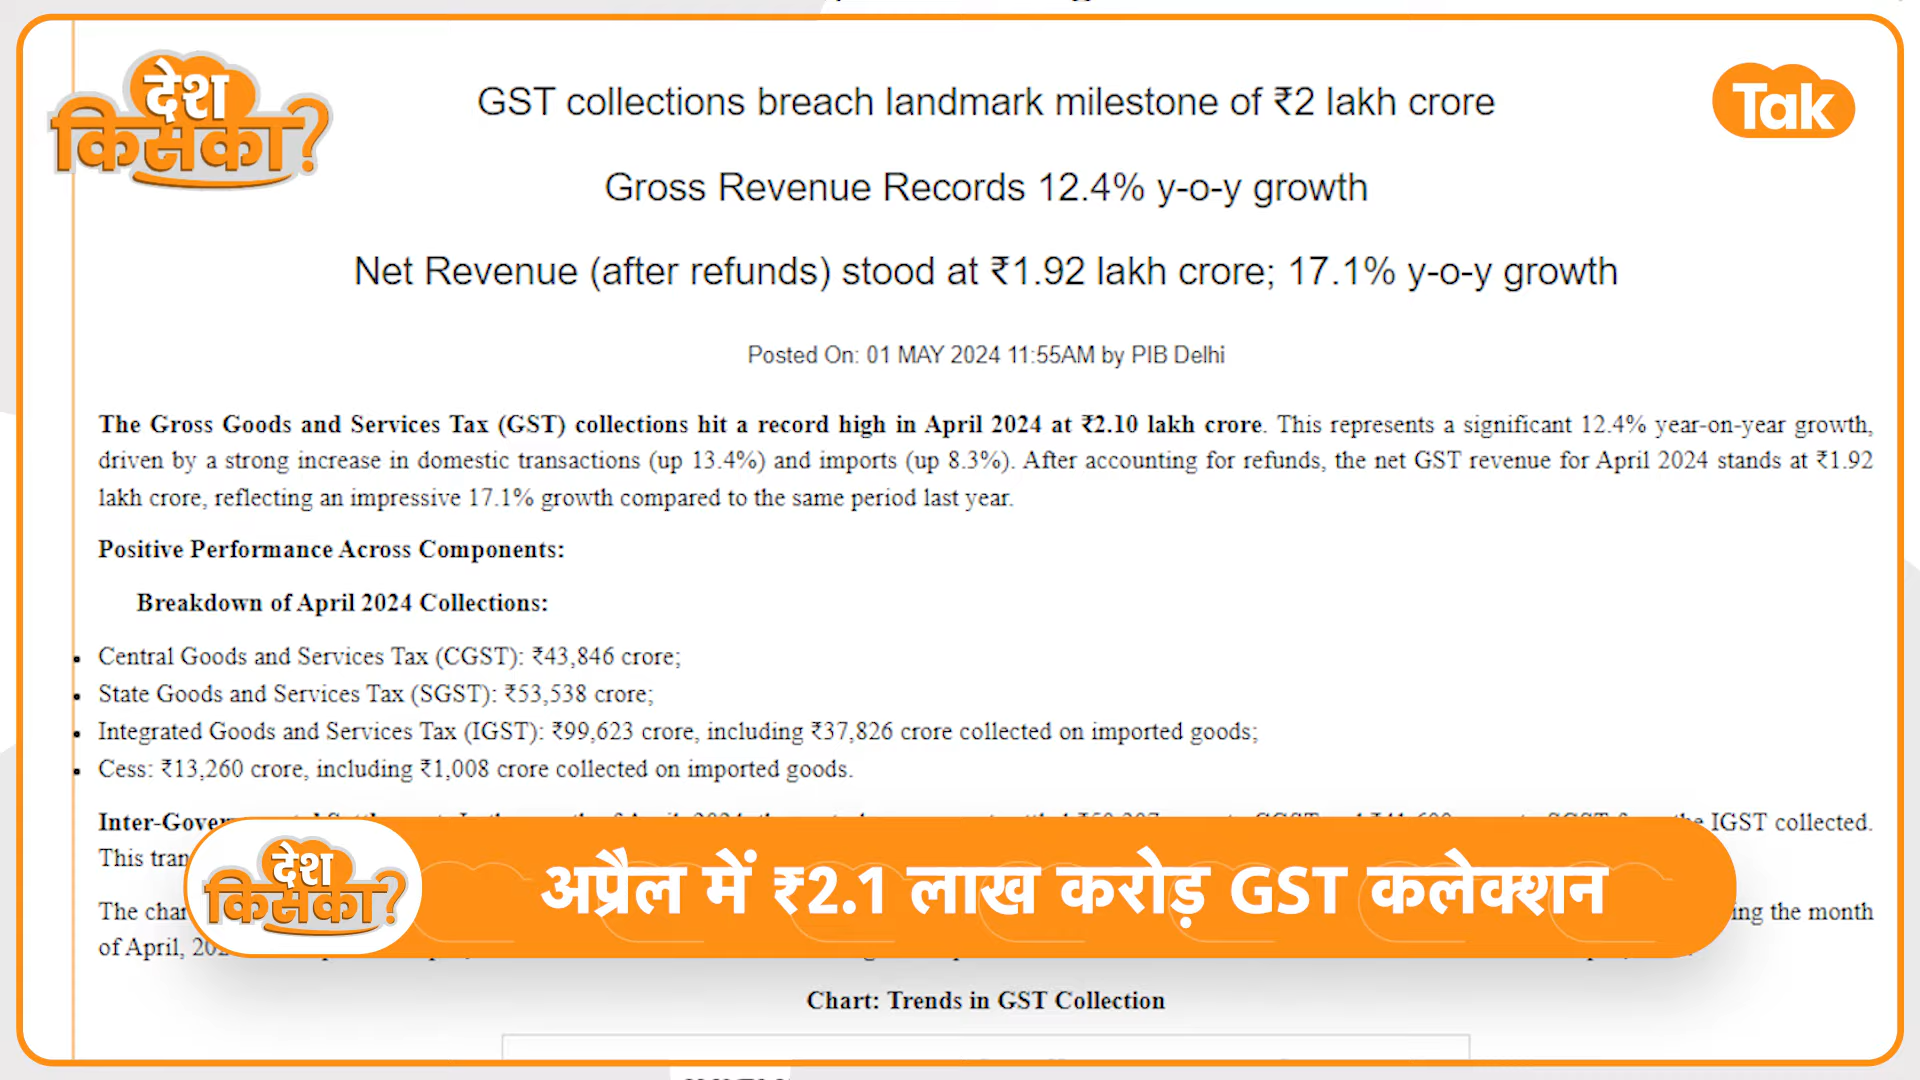 देश
किसका?
Tak
GST collections breach landmark milestone of ₹2 lakh crore
Gross Revenue Records 12.4% y-o-y growth
Net Revenue (after refunds) stood at ₹1.92 lakh crore; 17.1% y-o-y growth
Posted On: 01 MAY 2024 11:55AM by PIB Delhi
The Gross Goods and Services Tax (GST) collections hit a record high in April 2024 at ₹2.10 lakh crore. This represents a significant 12.4% year-on-year growth,
driven by a strong increase in domestic transactions (up 13.4%) and imports (up 8.3%). After accounting for refunds, the net GST revenue for April 2024 stands at ₹1.92
lakh crore, reflecting an impressive 17.1% growth compared to the same period last year.
Positive Performance Across Components:
Breakdown of April 2024 Collections:
• Central Goods and Services Tax (CGST): ₹43,846 crore;
• State Goods and Services Tax (SGST): ₹53,538 crore;
• Integrated Goods and Services Tax (IGST): ₹99,623 crore, including ₹37,826 crore collected on imported goods;
• Cess: ₹13,260 crore, including ₹1,008 crore collected on imported goods.
IGST collected.
This
The
the month
of April,
देश
किसका?
अप्रैल में ₹2.1 लाख करोड़ GST कलेक्शन
Chart: Trends in GST Collection